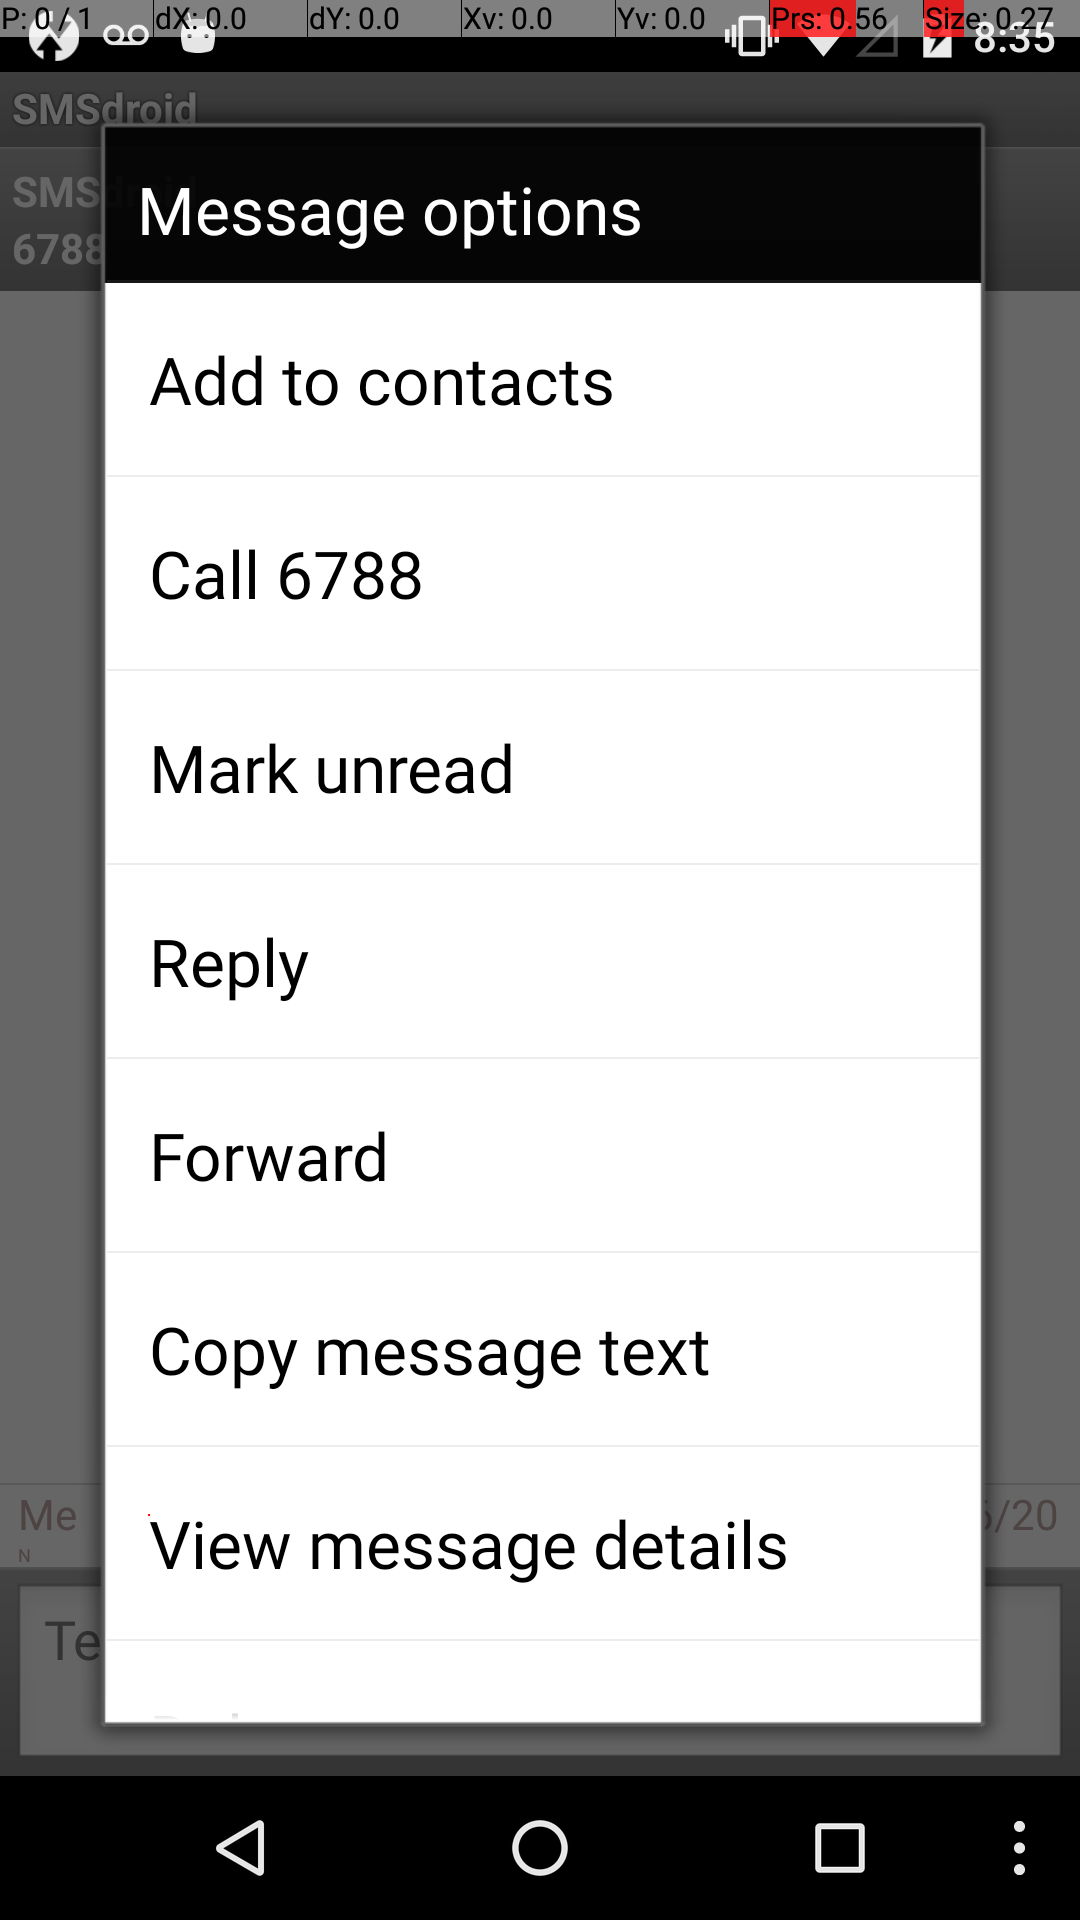 P: 0 / 1 dX: 0.0 dY: 0.0 Xv: 0.0 Yv: 0.0 Prs: 0.56 Size: 0.27
8:35
SMSdroid
SMSdroid
6788
Message options
Add to contacts
Call 6788
Mark unread
Reply
Forward
Copy message text
View message details
Me /20
N
Te